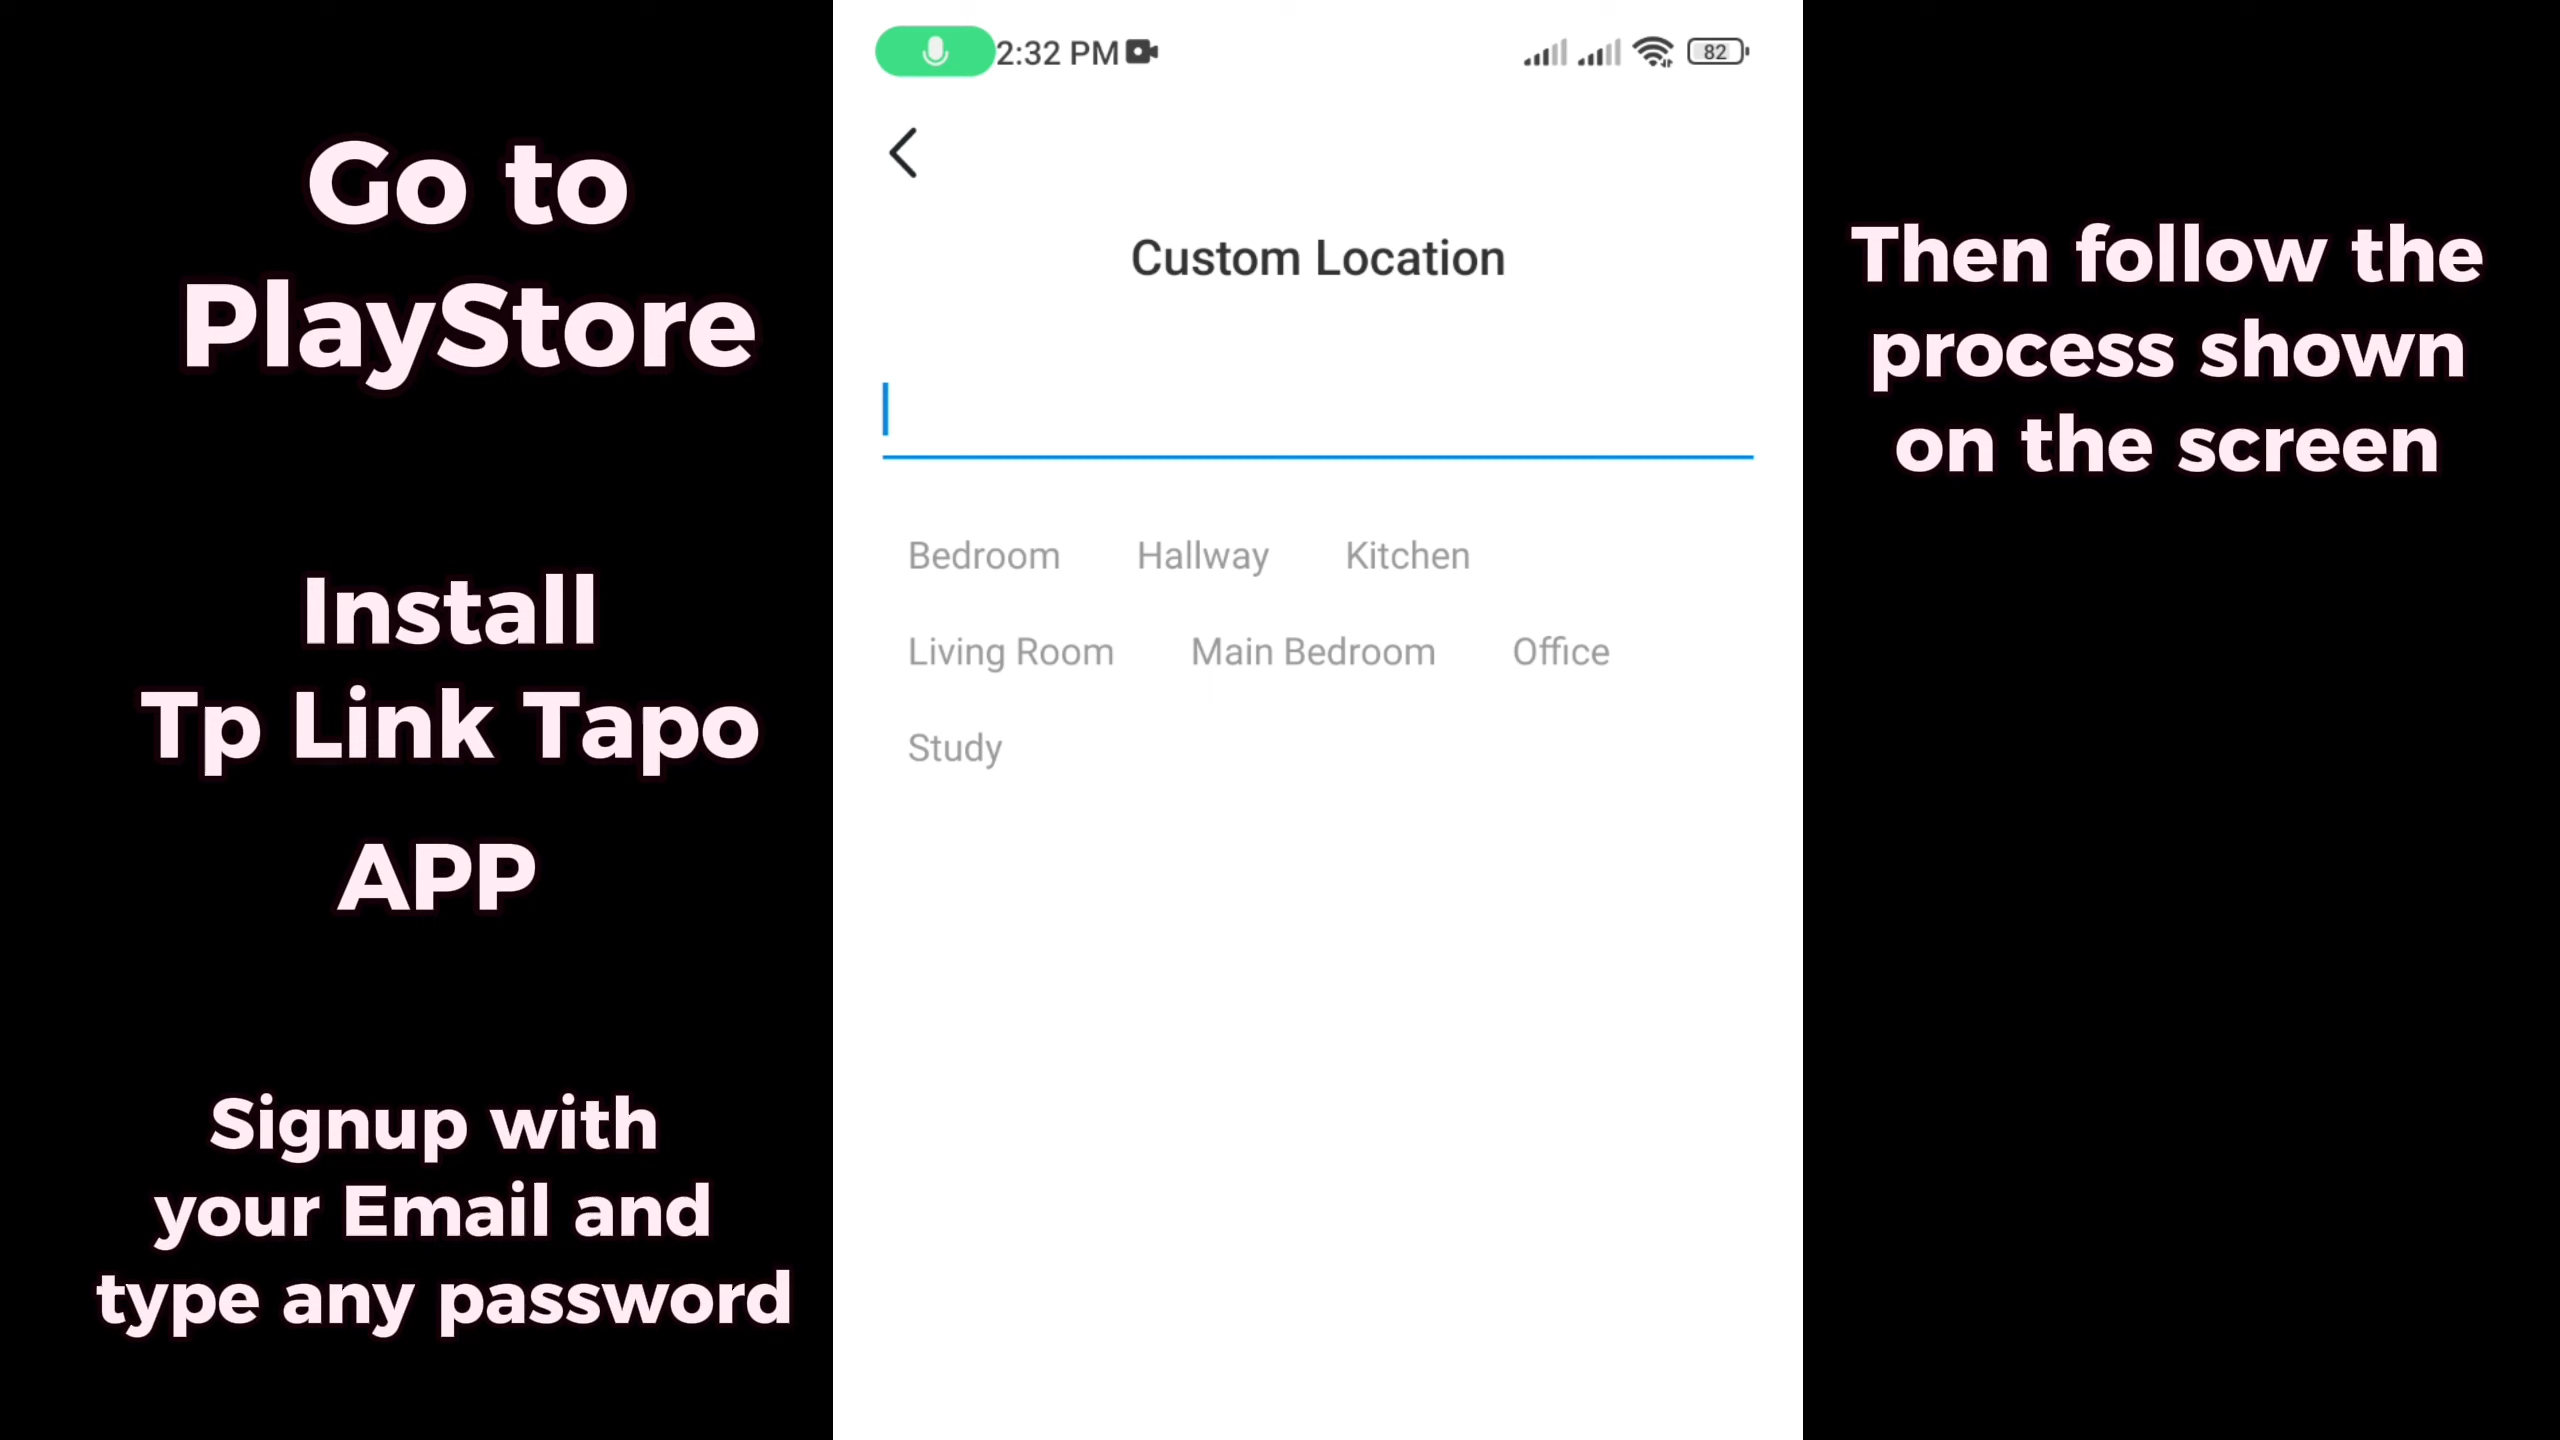 Go to
PlayStore
Install
Tp Link Tapo
APP
Signup with
your Email and
type any password
2:32 PM
82
Custom Location
Bedroom Hallway Kitchen
Living Room Main Bedroom Office
Study
Then follow the
process shown
on the screen